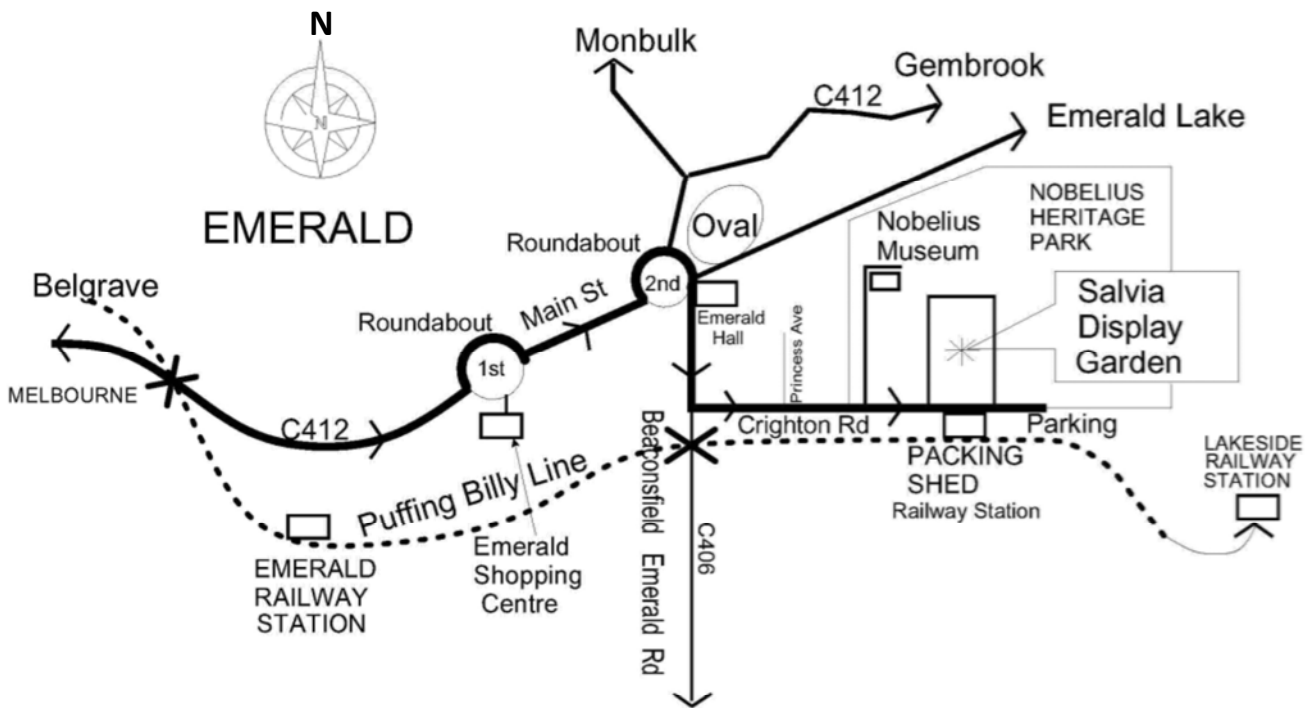 N
N
EMERALD
Monbulk
Gembrook
C412
Emerald Lake
Oval
Roundabout
2nd
Main St
Roundabout
1st
Belgrave
MELBOURNE
C412
Puffing Billy Line
EMERALD
RAILWAY
STATION
Emerald
Shopping
Centre
Emerald
Hall
Princess Ave
Nobelius
Museum
NOBELIUS
HERITAGE
PARK
Salvia
Display
Garden
Crighton Rd
Parking
PACKING
SHED
Railway Station
LAKESIDE
RAILWAY
STATION
Beaconsfield Emerald Rd
C406